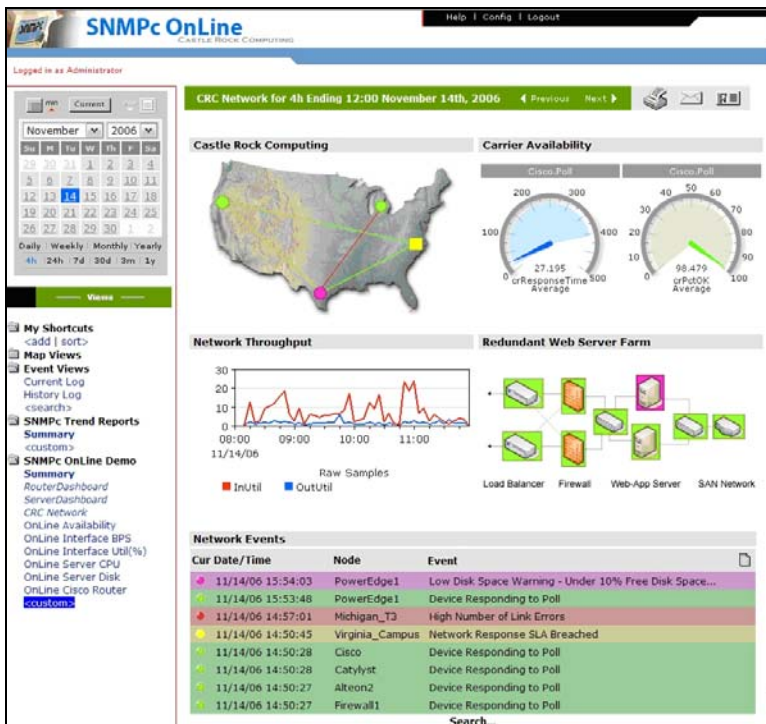 SNMPc OnLine
CASTLE ROCK COMPUTING
Help | Config | Logout
Logged in as Administrator
min Current
November 2006
Su M Tu W Th F Sa
29 30 31 1 2 3 4
5 6 7 8 9 10 11
12 13 14 15 16 17 18
19 20 21 22 23 24 25
26 27 28 29 30 1 2
Daily | Weekly | Monthly | Yearly
4h | 24h | 7d | 30d | 3m | 1y
Views
My Shortcuts
<add | sort>
Map Views
Event Views
Current Log
History Log
<search>
SNMPc Trend Reports
Summary
<custom>
SNMPc OnLine Demo
Summary
RouterDashboard
ServerDashboard
CRC Network
OnLine Availability
OnLine Interface BPS
OnLine Interface Util(%)
OnLine Server CPU
OnLine Server Disk
OnLine Cisco Router
<custom>
CRC Network for 4h Ending 12:00 November 14th, 2006
Previous Next
Castle Rock Computing
Carrier Availability
Cisco.Poll
0 100 200 300 400 500
27.195
crResponseTime
Average
Cisco.Poll
10 20 30 40 50 60 70 80 90 100
98.479
crPctOK
Average
Network Throughput
30
20
10
0
08:00 09:00 10:00 11:00
11/14/06
Raw Samples
InUtil OutUtil
Redundant Web Server Farm
Load Balancer Firewall Web-App Server SAN Network
Network Events
Cur Date/Time Node Event
11/14/06 15:54:03 PowerEdge1 Low Disk Space Warning - Under 10% Free Disk Space...
11/14/06 15:53:48 PowerEdge1 Device Responding to Poll
11/14/06 14:57:01 Michigan_T3 High Number of Link Errors
11/14/06 14:50:45 Virginia_Campus Network Response SLA Breached
11/14/06 14:50:28 Cisco Device Responding to Poll
11/14/06 14:50:28 Catylyst Device Responding to Poll
11/14/06 14:50:27 Alteon2 Device Responding to Poll
11/14/06 14:50:27 Firewall1 Device Responding to Poll
Search...